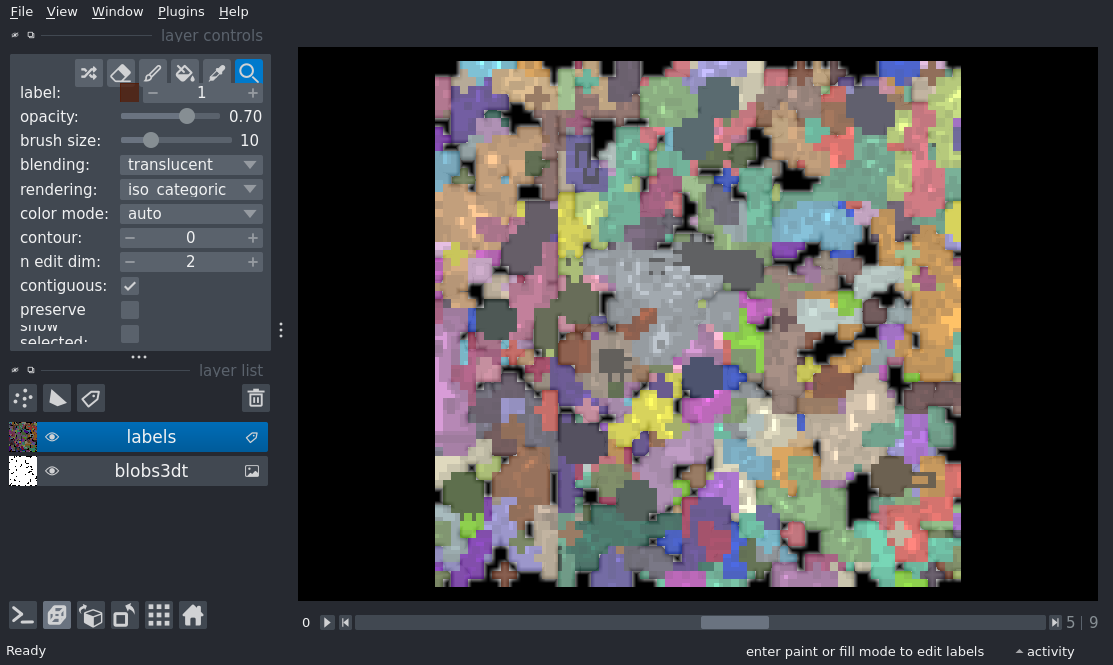 File View Window Plugins Help
layer controls
label: 1
opacity: 0.70
brush size: 10
blending: translucent
rendering: iso_categoric
color mode: auto
contour: 0
n edit dim: 2
contiguous:
preserve
show
selected:
layer list
labels
blobs3dt
0 5 | 9
Ready enter paint or fill mode to edit labels activity